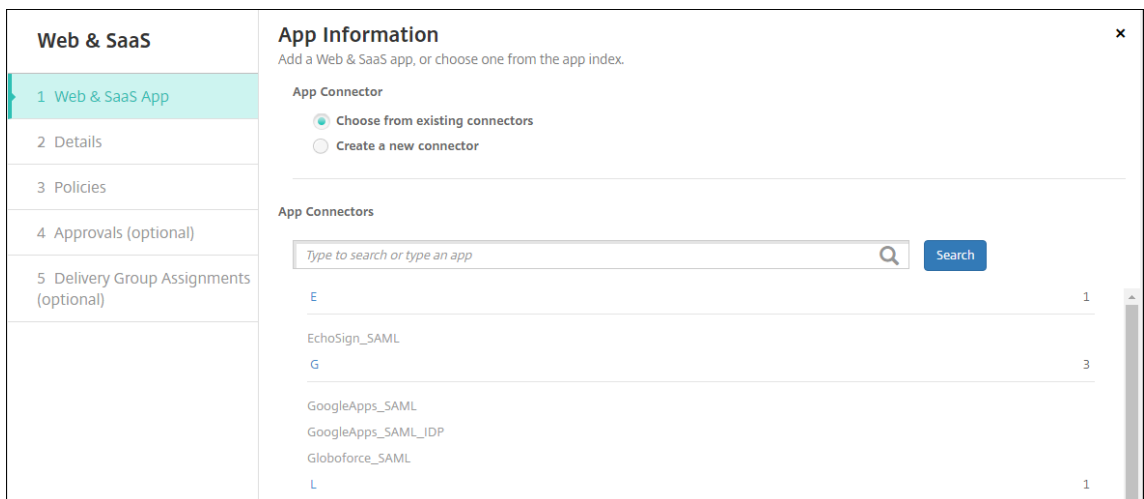 Web & SaaS
1 Web & SaaS App
2 Details
3 Policies
4 Approvals (optional)
5 Delivery Group Assignments
(optional)
App Information
×
Add a Web & SaaS app, or choose one from the app index.
App Connector
Choose from existing connectors
Create a new connector
App Connectors
Type to search or type an app
Search
E 1
EchoSign_SAML
G 3
GoogleApps_SAML
GoogleApps_SAML_IDP
Globoforce_SAML
L 1